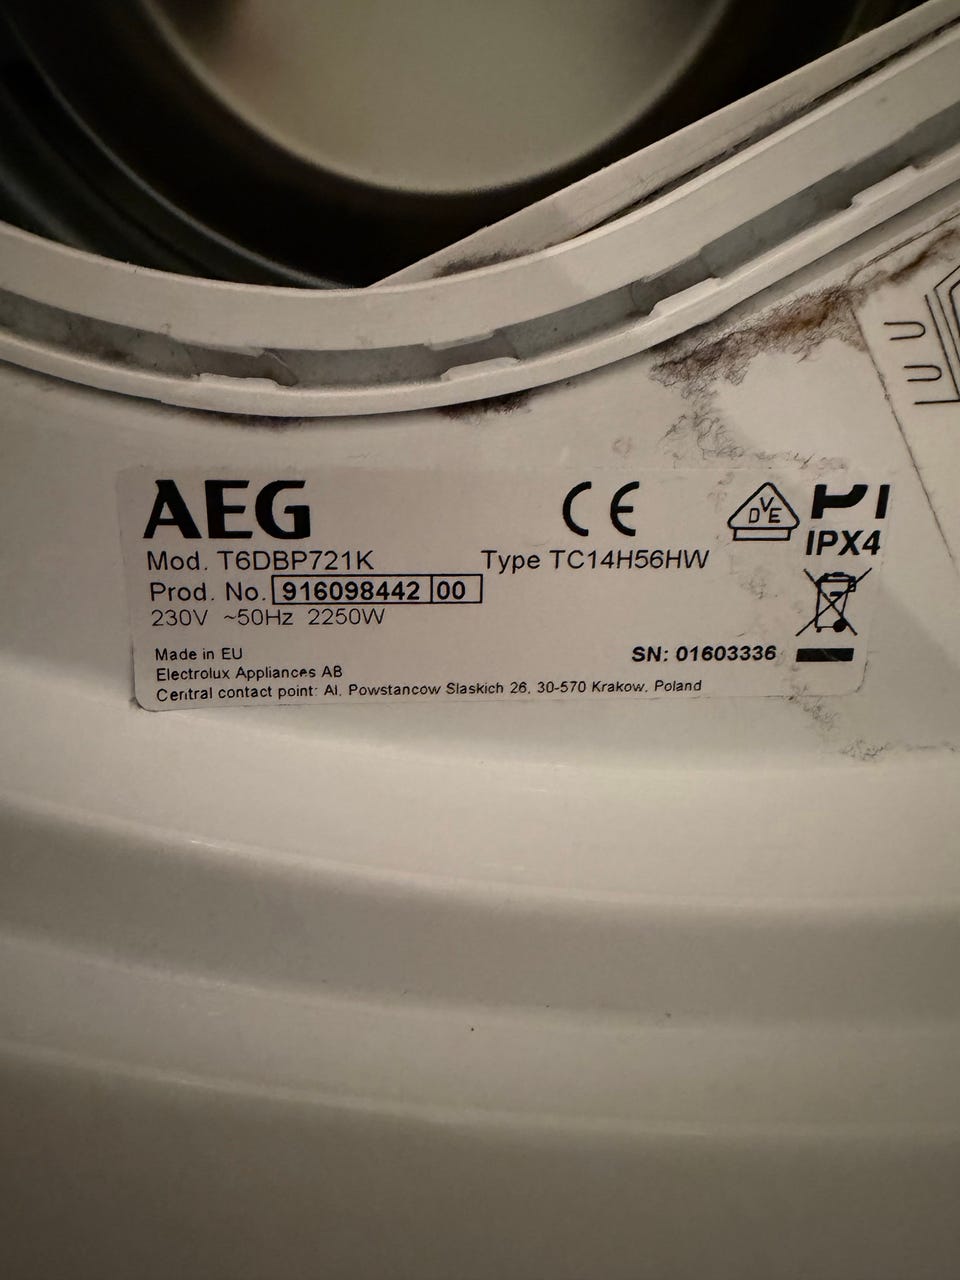 AEG
CE
VDE
Mod. T6DBP721K
Type TC14H56HW
IPX4
Prod. No. 916098442 00
230V ~50Hz 2250W
Made in EU
SN: 01603336
Electrolux Appliances AB
Central contact point: Al. Powstancow Slaskich 26, 30-570 Krakow, Poland